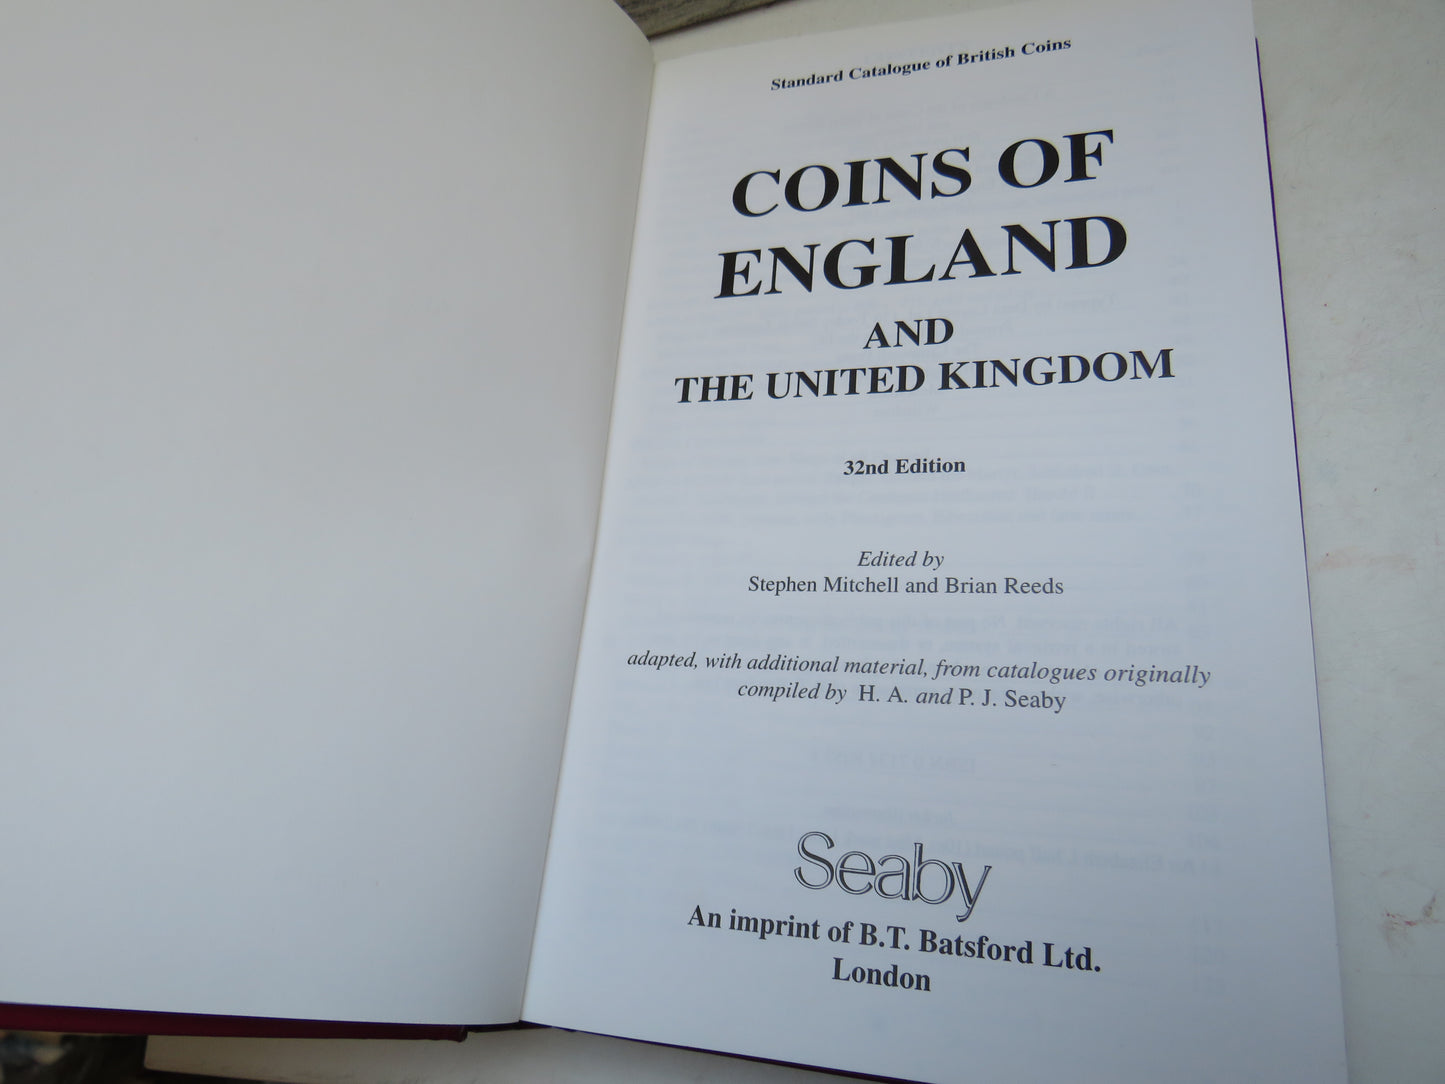 Standard Catalogue of British Coins
COINS OF
ENGLAND
AND
THE UNITED KINGDOM
32nd Edition
Edited by
Stephen Mitchell and Brian Reeds
adapted, with additional material, from catalogues originally
compiled by H. A. and P. J. Seaby
Seaby
An imprint of B.T. Batsford Ltd.
London